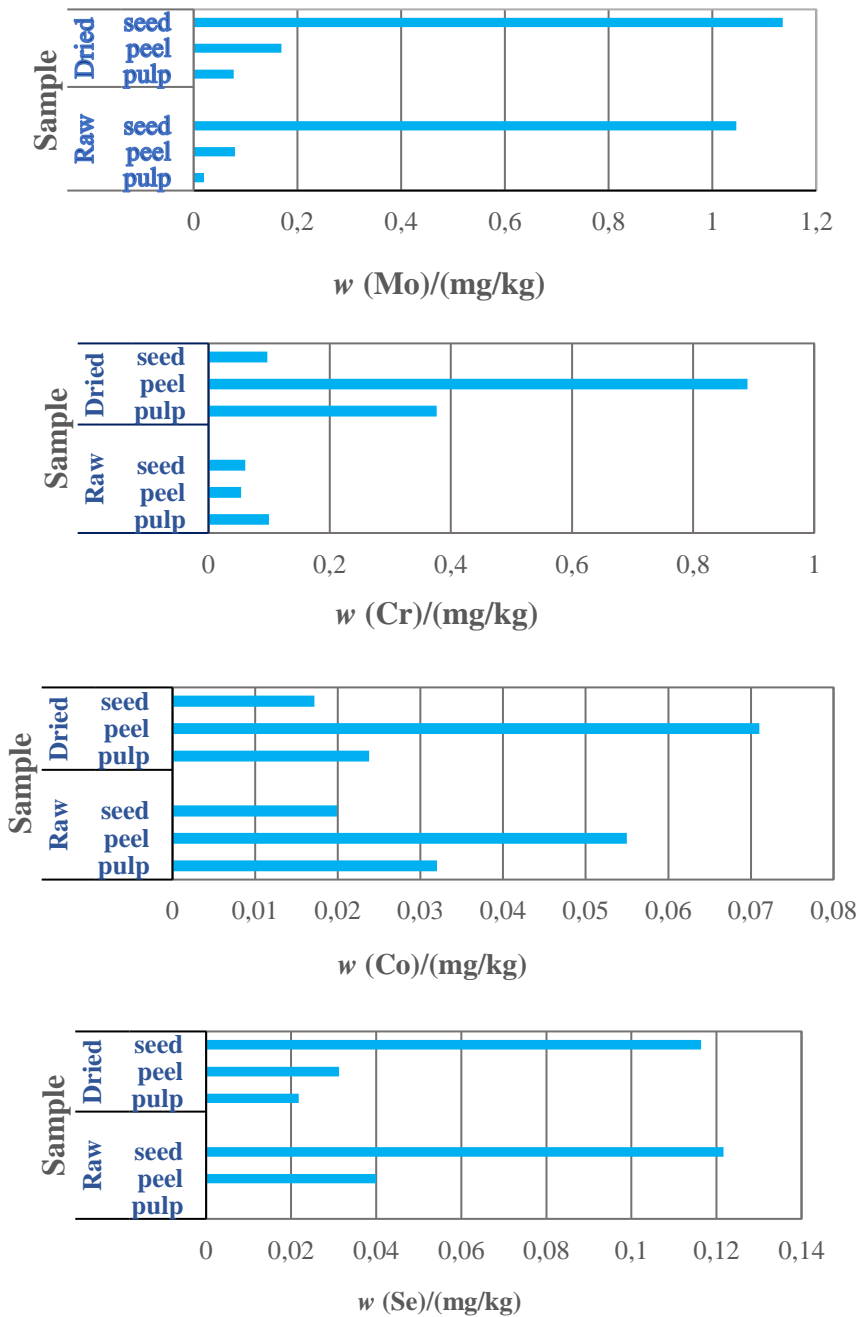 Sample
Dried
seed
peel
pulp
Raw
seed
peel
pulp
0 0,2 0,4 0,6 0,8 1 1,2
w (Mo)/(mg/kg)
Sample
Dried
seed
peel
pulp
Raw
seed
peel
pulp
0 0,2 0,4 0,6 0,8 1
w (Cr)/(mg/kg)
Sample
Dried
seed
peel
pulp
Raw
seed
peel
pulp
0 0,01 0,02 0,03 0,04 0,05 0,06 0,07 0,08
w (Co)/(mg/kg)
Sample
Dried
seed
peel
pulp
Raw
seed
peel
pulp
0 0,02 0,04 0,06 0,08 0,1 0,12 0,14
w (Se)/(mg/kg)